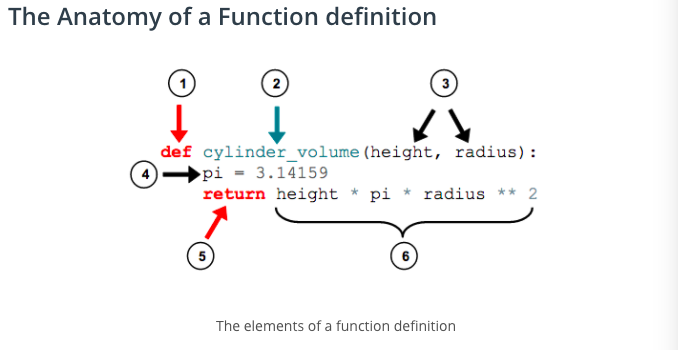 The Anatomy of a Function definition
1 2 3
def cylinder_volume(height, radius):
4 pi = 3.14159
return height * pi * radius ** 2
5 6
The elements of a function definition